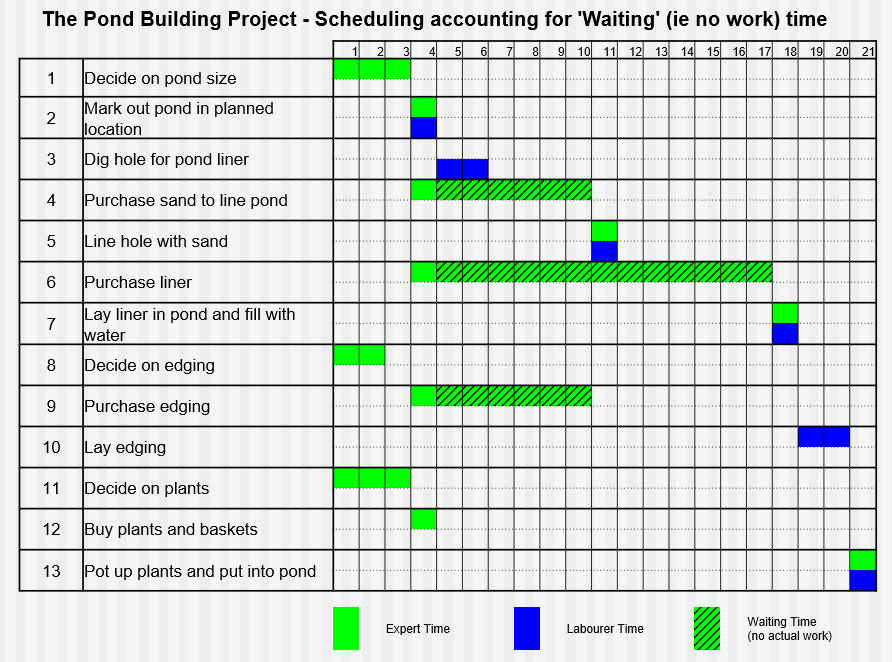 The Pond Building Project - Scheduling accounting for 'Waiting' (ie no work) time
1 2 3 4 5 6 7 8 9 10 11 12 13 14 15 16 17 18 19 20 21
1 Decide on pond size
2 Mark out pond in planned
location
3 Dig hole for pond liner
4 Purchase sand to line pond
5 Line hole with sand
6 Purchase liner
7 Lay liner in pond and fill with
water
8 Decide on edging
9 Purchase edging
10 Lay edging
11 Decide on plants
12 Buy plants and baskets
13 Pot up plants and put into pond
Expert Time Labourer Time Waiting Time
(no actual work)